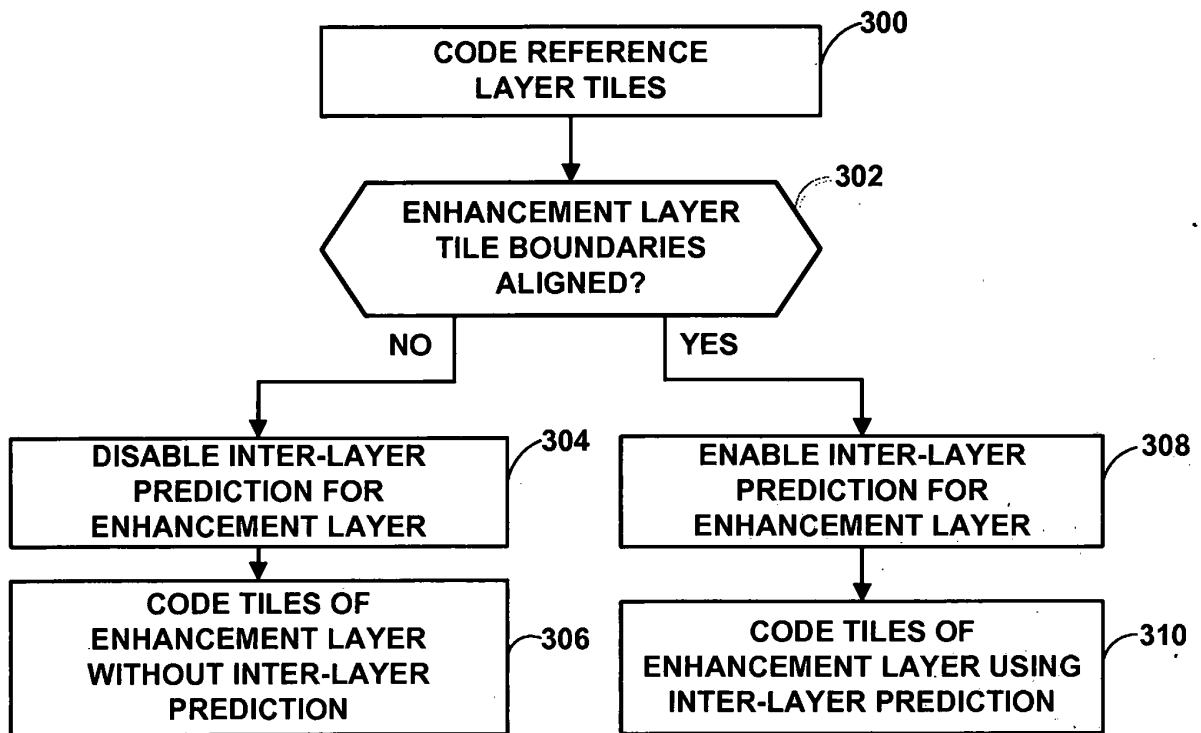 300
CODE REFERENCE
LAYER TILES
302
ENHANCEMENT LAYER
TILE BOUNDARIES
ALIGNED?
NO
YES
304
DISABLE INTER-LAYER
PREDICTION FOR
ENHANCEMENT LAYER
308
ENABLE INTER-LAYER
PREDICTION FOR
ENHANCEMENT LAYER
306
CODE TILES OF
ENHANCEMENT LAYER
WITHOUT INTER-LAYER
PREDICTION
310
CODE TILES OF
ENHANCEMENT LAYER USING
INTER-LAYER PREDICTION